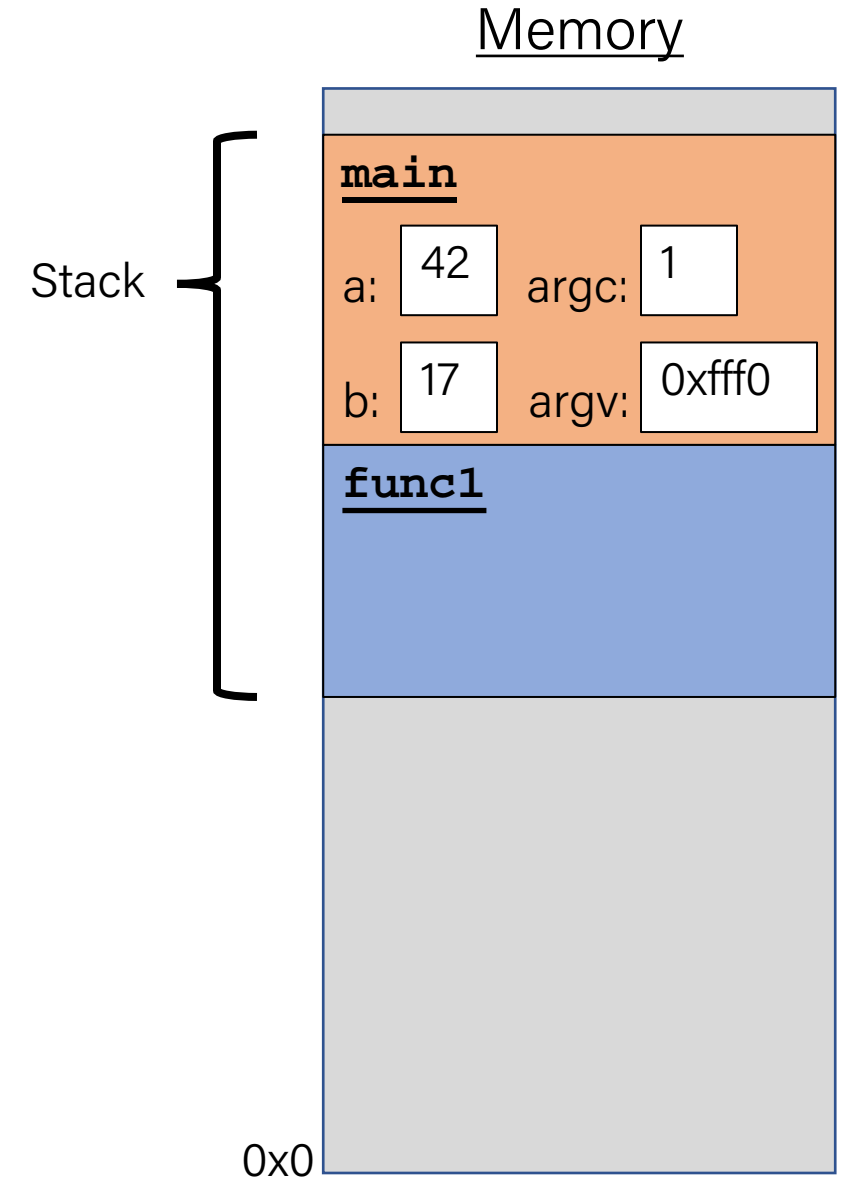 Memory
main
Stack
a: 42 argc: 1
b: 17 argv: 0xfff0
func1
0x0